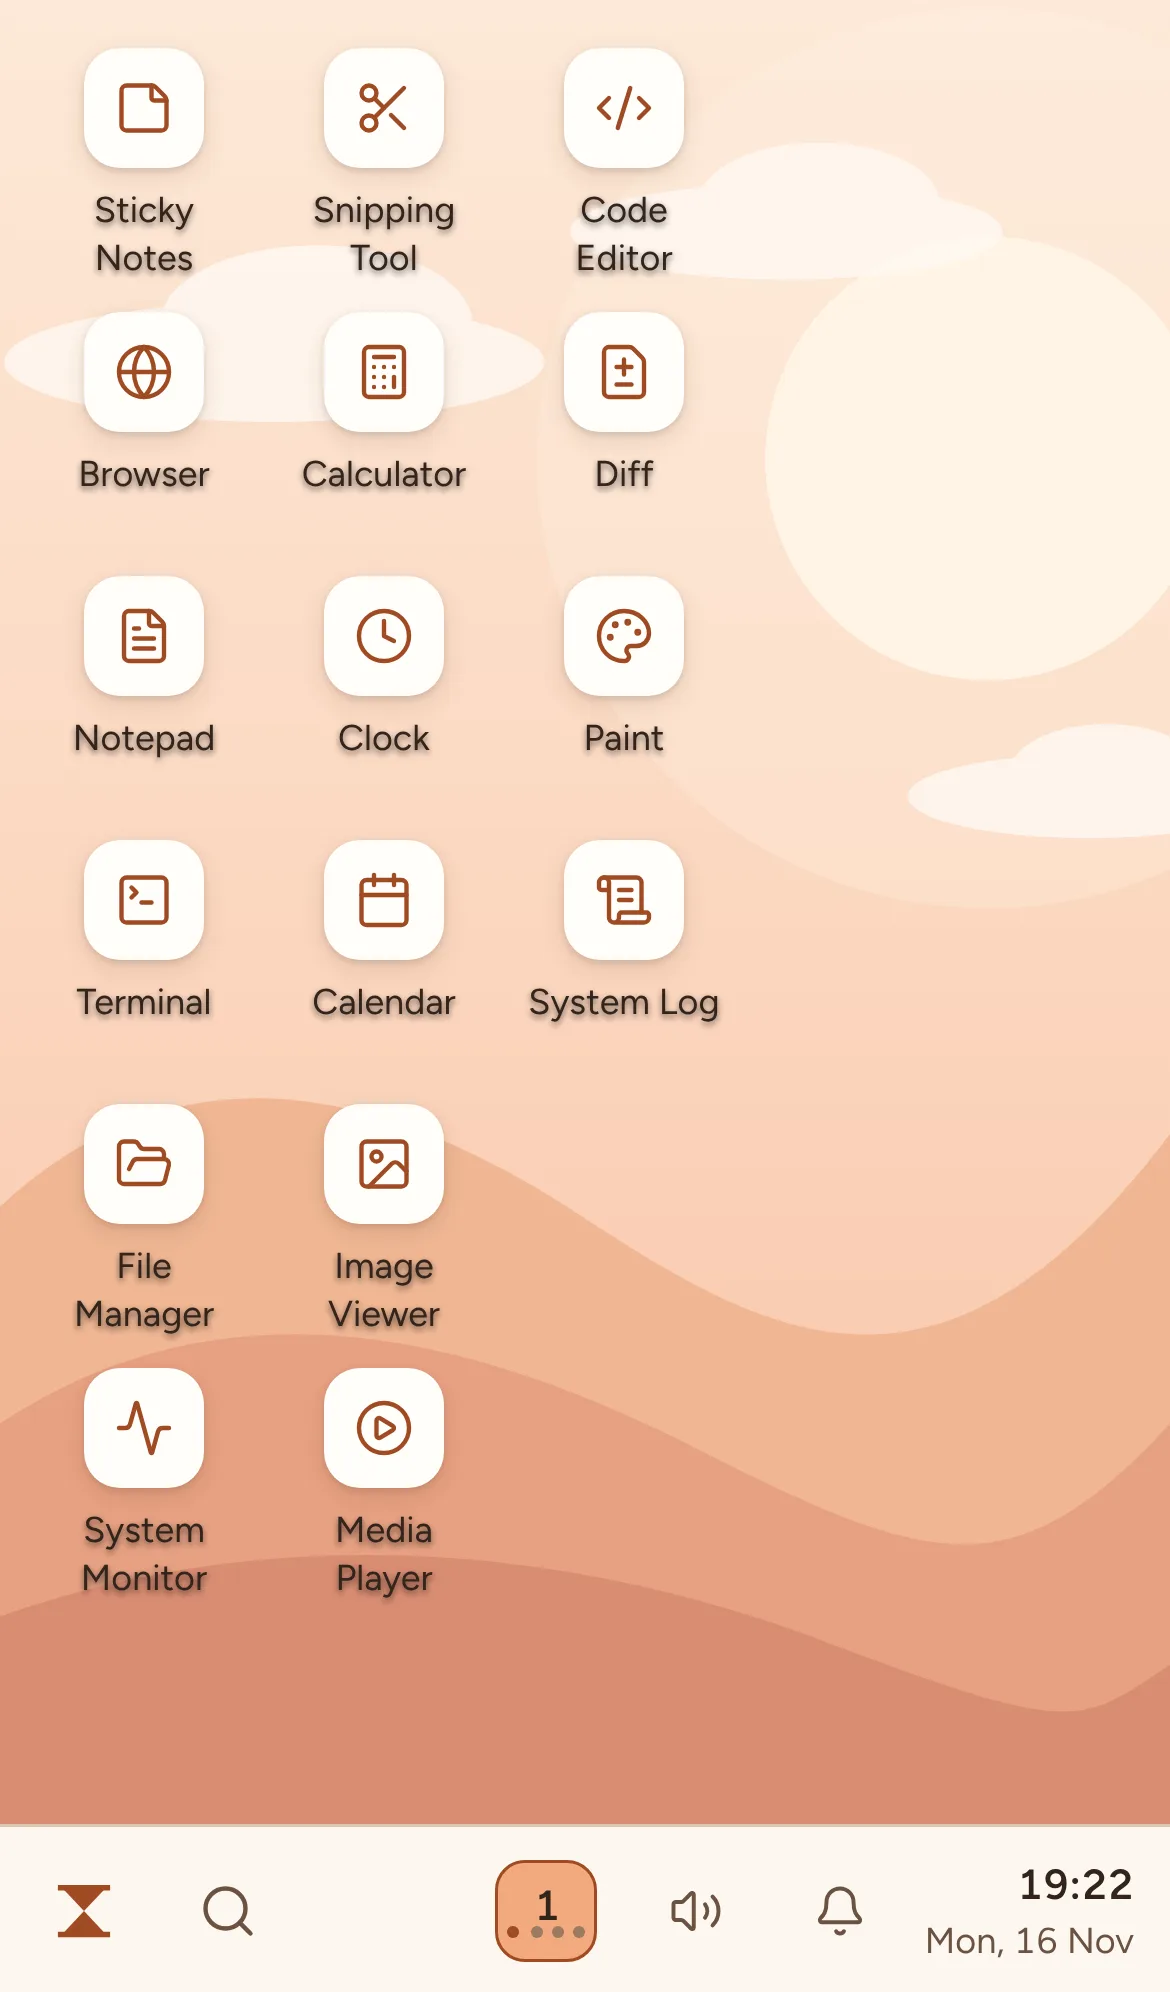 Sticky
Notes
Snipping
Tool
Code
Editor
Browser
Calculator
Diff
Notepad
Clock
Paint
Terminal
Calendar
System Log
File
Manager
Image
Viewer
System
Monitor
Media
Player
1
19:22
Mon, 16 Nov